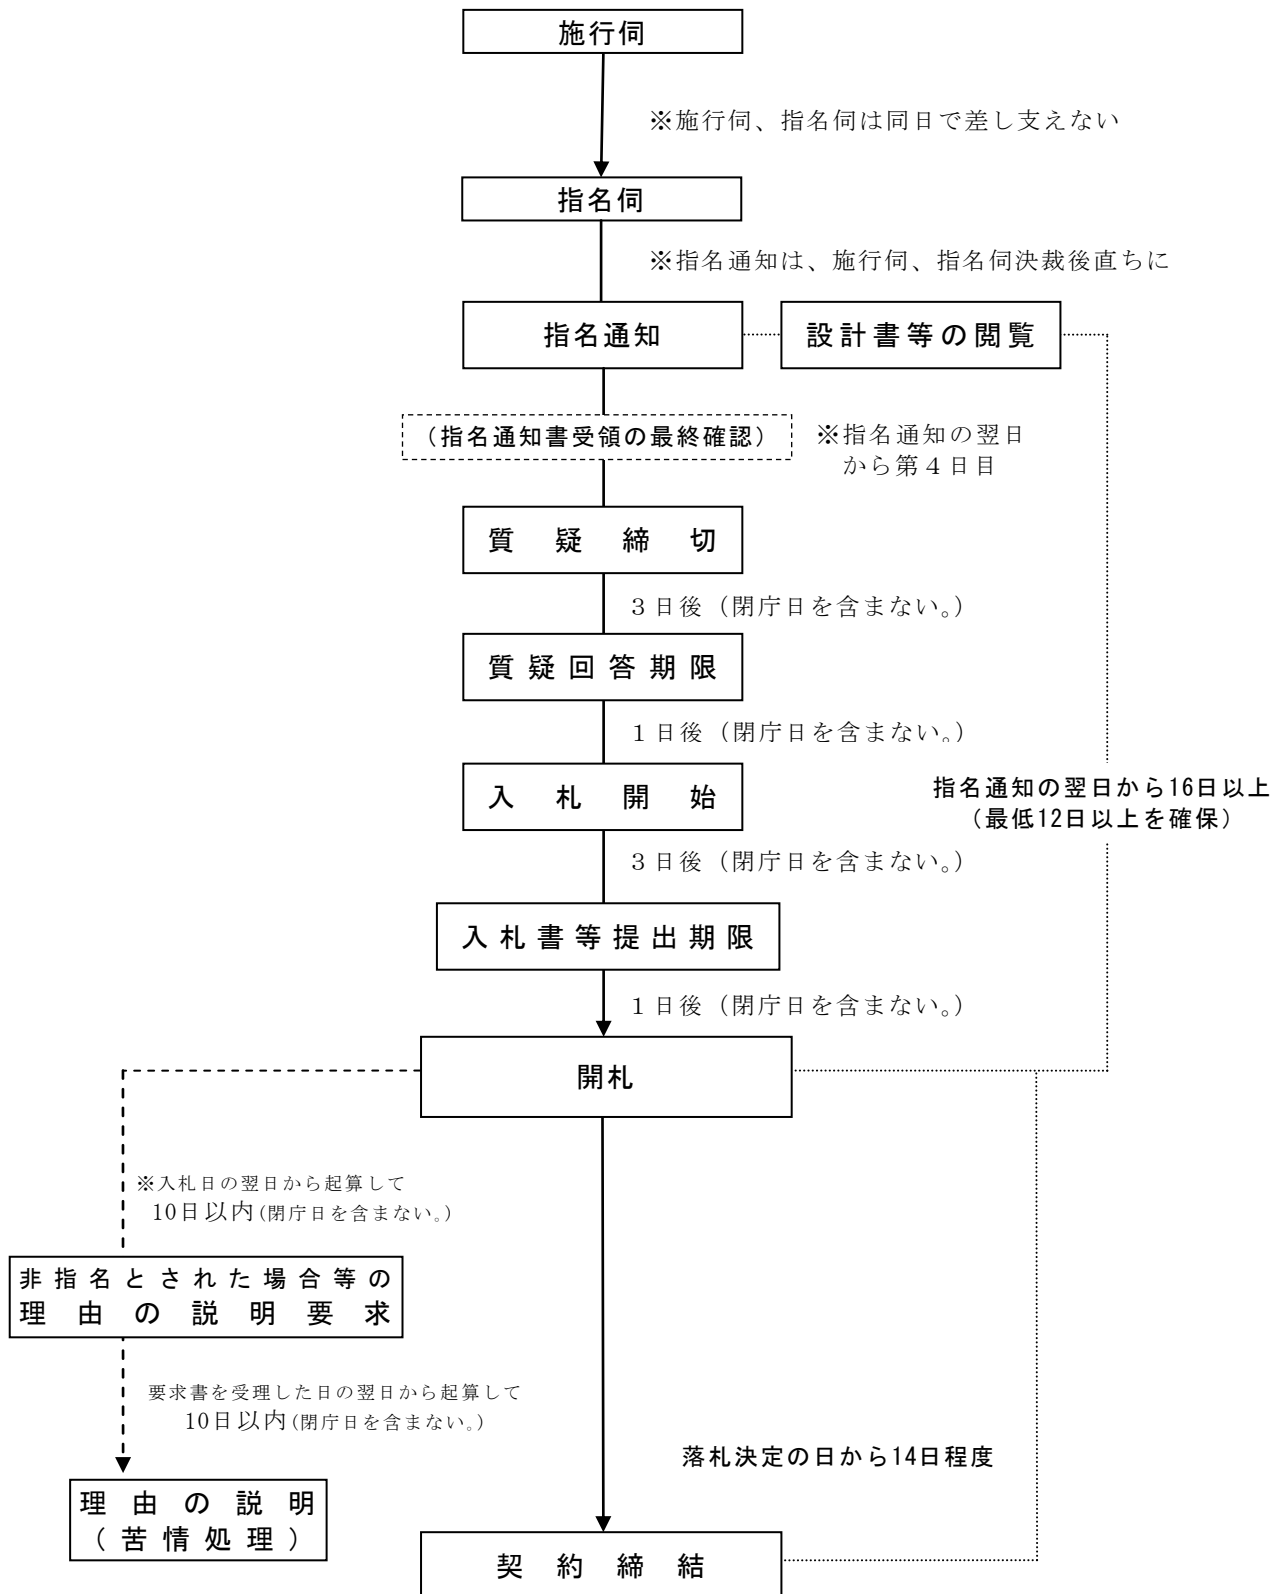 施行伺
※施行伺、指名伺は同日で差し支えない
指名伺
※指名通知は、施行伺、指名伺決裁後直ちに
指名通知
設計書等の閲覧
（指名通知書受領の最終確認）
※指名通知の翌日
から第４日目
質疑締切
３日後（閉庁日を含まない。）
質疑回答期限
１日後（閉庁日を含まない。）
入札開始
指名通知の翌日から16日以上
（最低12日以上を確保）
３日後（閉庁日を含まない。）
入札書等提出期限
１日後（閉庁日を含まない。）
開札
※入札日の翌日から起算して
10日以内(閉庁日を含まない。)
非指名とされた場合等の
理由の説明要求
要求書を受理した日の翌日から起算して
10日以内(閉庁日を含まない。)
落札決定の日から14日程度
理由の説明
（苦情処理）
契約締結